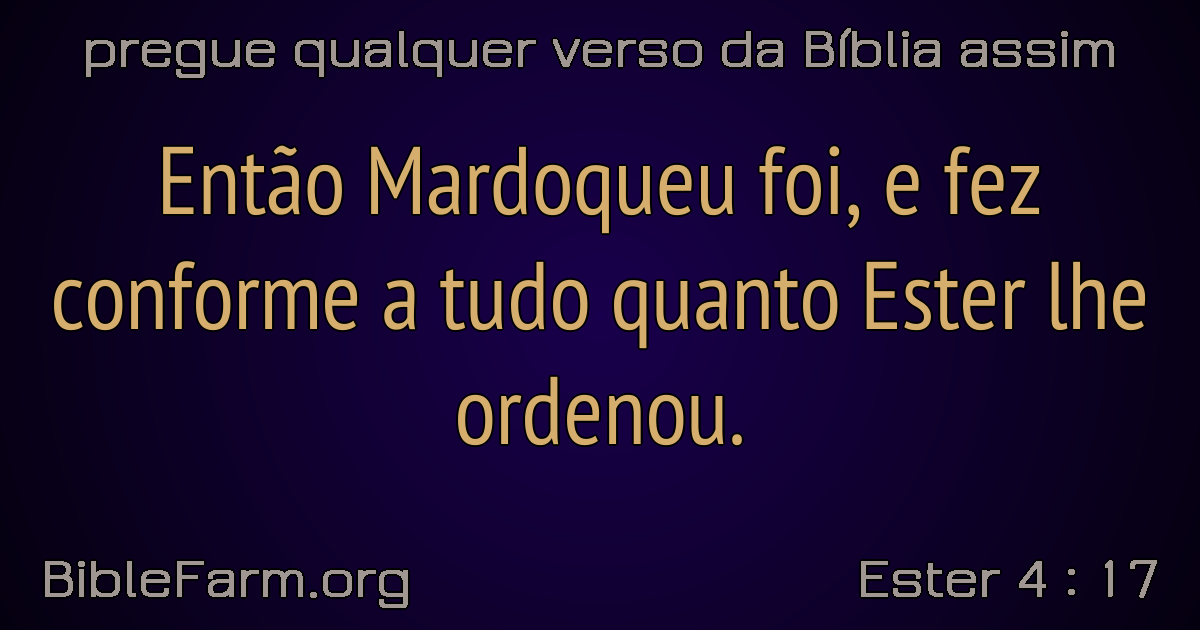 pregue qualquer verso da Bíblia assim
Então Mardoqueu foi, e fez
conforme a tudo quanto Ester lhe
ordenou.
BibleFarm.org
Ester 4 : 17